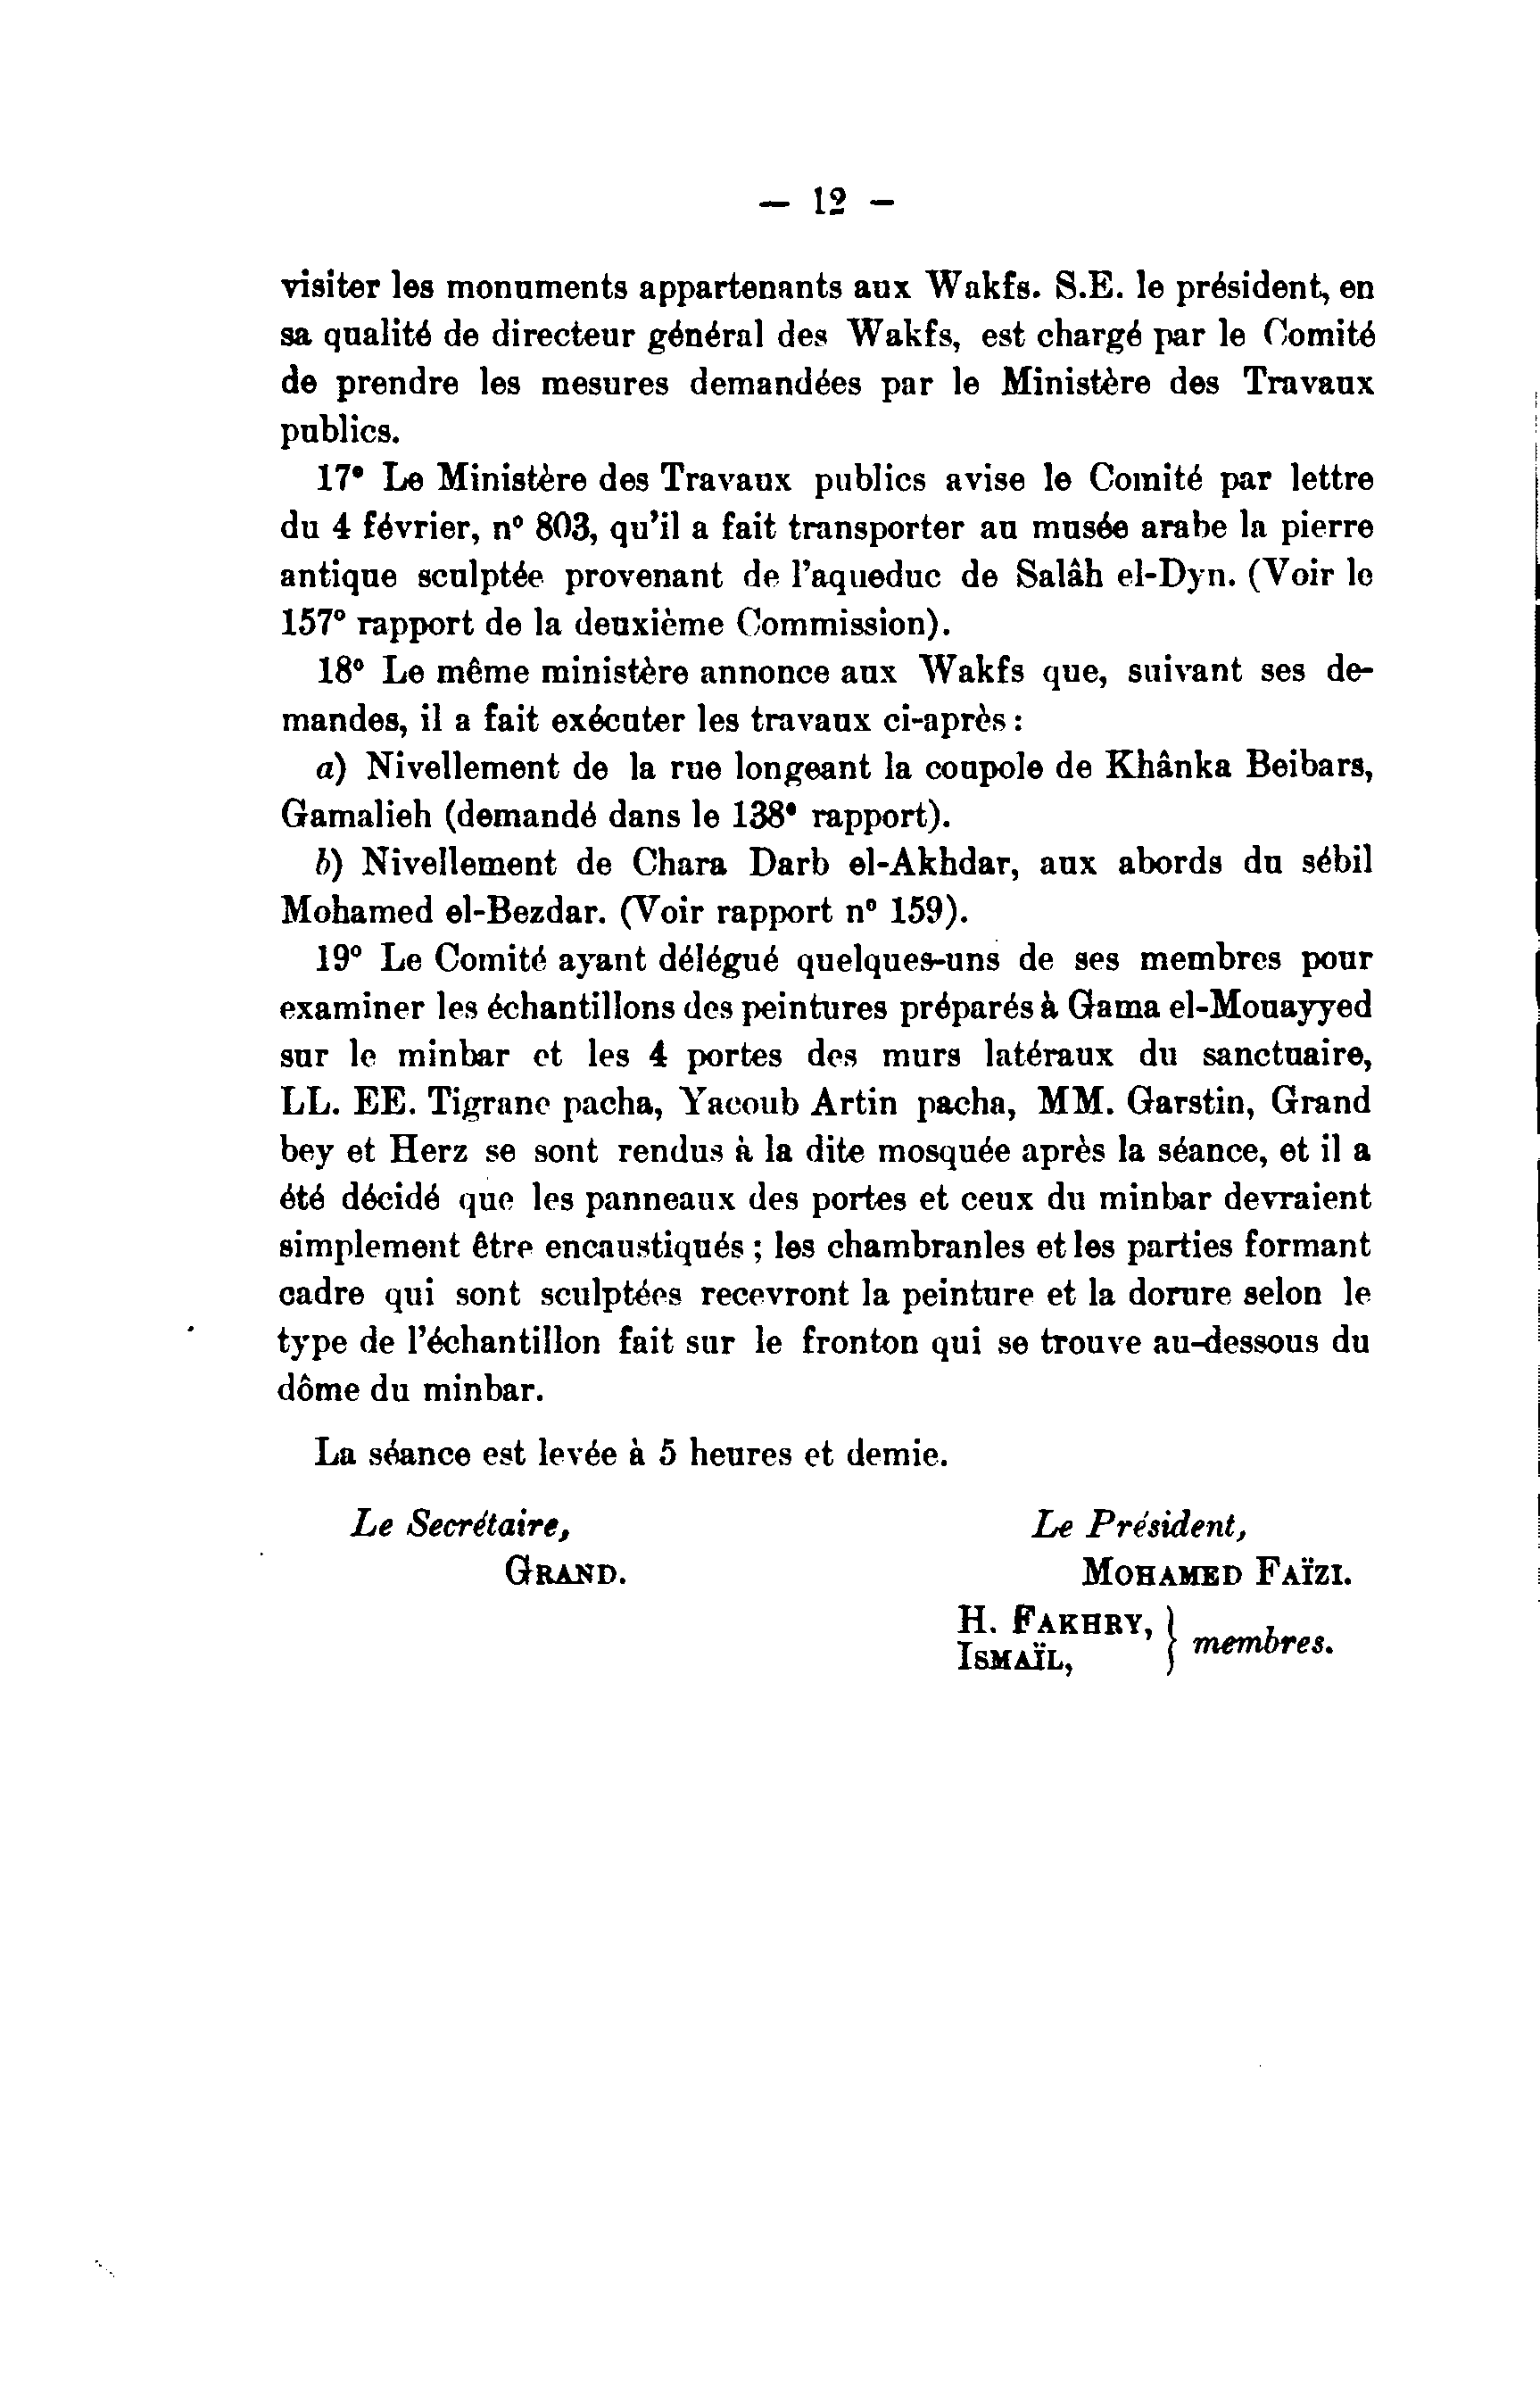 — 12 —
visiter les monuments appartenants aux Wakfs. S.E. le président, en
sa qualité de directeur général des Wakfs, est chargé par le Comité
de prendre les mesures demandées par le Ministère des Travaux
publics.
17° Le Ministère des Travaux publics avise le Comité par lettre
du 4 février, n° 803, qu'il a fait transporter au musée arabe la pierre
antique sculptée provenant de l'aqueduc de Salâh el-Dyn. (Voir le
157° rapport de la deuxième Commission).
18° Le même ministère annonce aux Wakfs que, suivant ses de-
mandes, il a fait exécuter les travaux ci-après :
a) Nivellement de la rue longeant la coupole de Khânka Beibars,
Gamalieh (demandé dans le 138e rapport).
b) Nivellement de Chara Darb el-Akhdar, aux abords du sébil
Mohamed el-Bezdar. (Voir rapport n° 159).
19° Le Comité ayant délégué quelques-uns de ses membres pour
examiner les échantillons des peintures préparés à Gama el-Mouayyed
sur le minbar et les 4 portes des murs latéraux du sanctuaire,
LL. EE. Tigrane pacha, Yacoub Artin pacha, MM. Garstin, Grand
bey et Herz se sont rendus à la dite mosquée après la séance, et il a
été décidé que les panneaux des portes et ceux du minbar devraient
simplement être encaustiqués ; les chambranles et les parties formant
cadre qui sont sculptées recevront la peinture et la dorure selon le
type de l'échantillon fait sur le fronton qui se trouve au-dessous du
dôme du minbar.
La séance est levée à 5 heures et demie.
Le Secrétaire, Le Président,
GRAND. MOHAMED FAÏZI.
H. FAKHRY,
ISMAÏL, } membres.